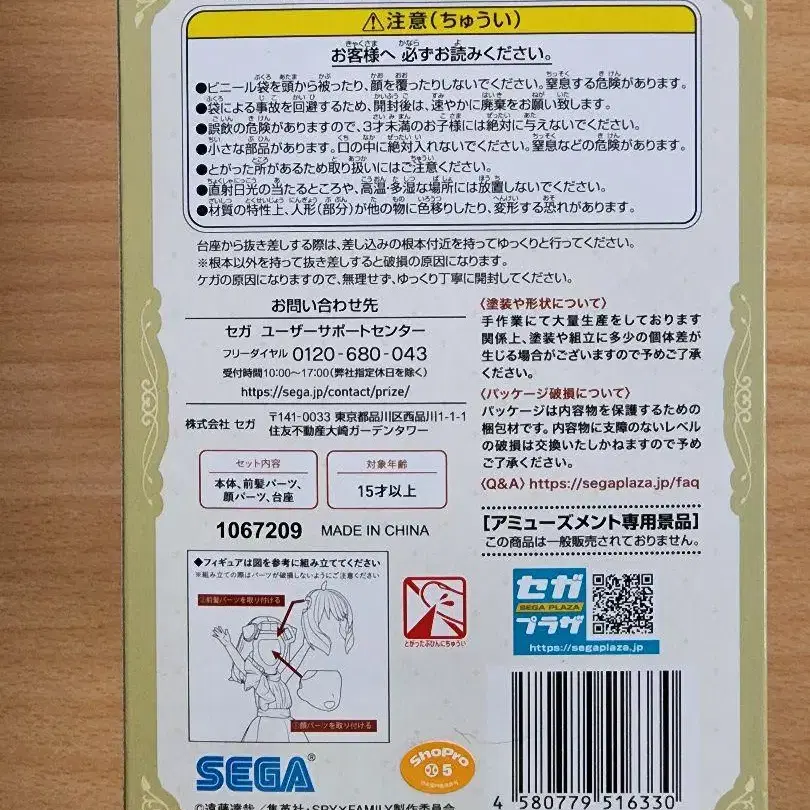 ⚠注意(ちゅうい)
お客様へ 必ずお読みください。
●ビニール袋を頭から被ったり、顔を覆ったりしないでください。窒息する危険があります。
●袋による事故を回避するため、開封後は、速やかに廃棄をお願い致します。
●誤飲の危険がありますので、3才未満のお子様には絶対に与えないでください。
●小さな部品があります。口の中に絶対入れないでください。窒息などの危険があります。
●とがった所があるため取り扱いにはご注意ください。
●直射日光の当たるところや、高温・多湿な場所には放置しないでください。
●材質の特性上、人形(部分)が他の物に色移りしたり、変形する恐れがあります。
台座から抜き差しする際は、差し込みの根本付近を持ってゆっくりと行ってください。
※根本以外を持って抜き差しすると破損の原因になります。
ケガの原因になりますので、無理せず、ゆっくり丁寧に開封してください。
お問い合わせ先
セガ ユーザーサポートセンター
フリーダイヤル 0120-680-043
受付時間10:00~17:00(弊社指定休日を除く)
https://sega.jp/contact/prize/
株式会社 セガ 〒141-0033 東京都品川区西品川1-1-1
住友不動産大崎ガーデンタワー
〈塗装や形状について〉
手作業にて大量生産をしております
関係上、塗装や組立に多少の個体差が
生じる場合がございますので予めご了承
ください。
〈パッケージ破損について〉
パッケージは内容物を保護するための
梱包材です。内容物に支障のないレベル
の破損は交換いたしかねますので予め
ご了承ください。
〈Q&A〉https://segaplaza.jp/faq
セット内容
本体、前髪パーツ、
顔パーツ、台座
対象年齢
15才以上
1067209 MADE IN CHINA
[アミューズメント専用景品]
この商品は一般販売されておりません。
◆フィギュアは図を参考に組み立ててください
※組み立ての際はパーツが破損しないようにご注意ください
②前髪パーツを取り付ける
①顔パーツを取り付ける
とがったぶひんにちゅうい
セガ
SEGA PLAZA
プラザ
https://segaplaza.jp
SEGA®
ShoPro
小 5
4 580779 516330
©遠藤達哉/集英社・SPY×FAMILY製作委員会